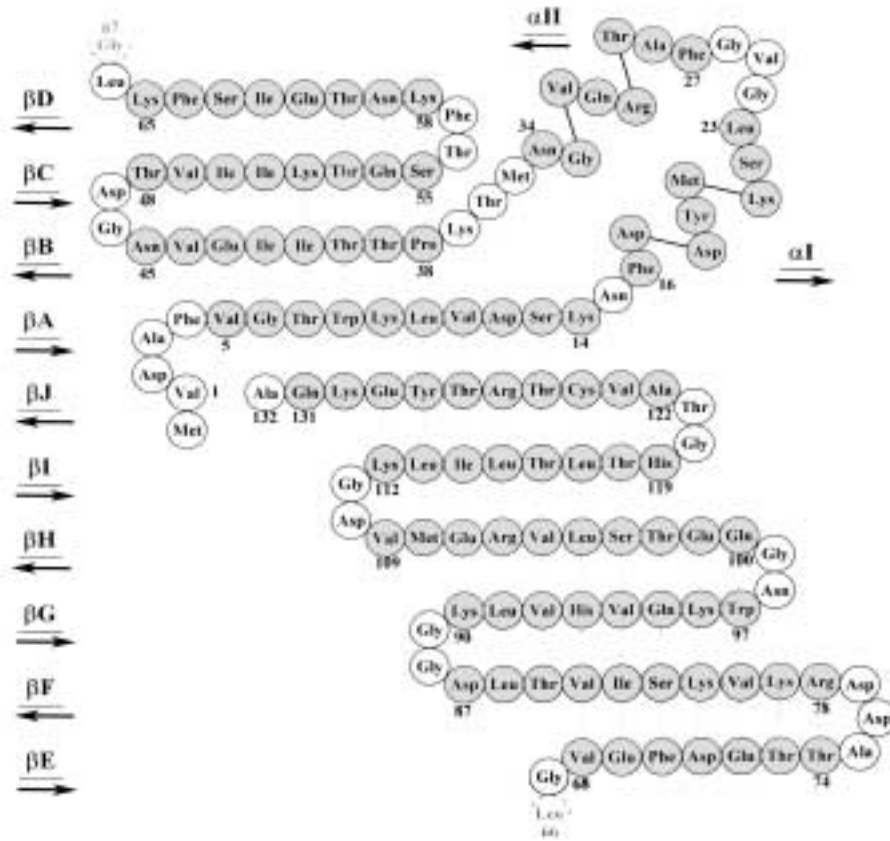 67
Gly
αII
Thr Ala Phe Gly Val
27
Leu
Val Gln Arg
Gly
βD
Lys Phe Ser Ile Glu Thr Asn Lys
65
58
Phe
34
23 Leu
Asn Gly
Thr
Ser
Met
Met
Lys
βC
Thr Val Ile Ile Lys Thr Gln Ser
48
55
Asp
Thr
Tyr
Gly
Lys
Asp
Asp
βB
Asn Val Glu Ile Ile Thr Thr Pro
45
38
Phe
16
αI
Asn
βA
Phe Val Gly Thr Trp Lys Leu Val Asp Ser Lys
5
14
Ala
Asp
βJ
Val 1
Ala Gln Lys Glu Tyr Thr Arg Thr Cys Val Ala
132 131
122
Thr
Met
Gly
βI
Lys Leu Ile Leu Thr Leu Thr His
112
119
Gly
Asp
βH
Val Met Glu Arg Val Leu Ser Thr Glu Gln
109
100
Gly
Asn
βG
Lys Leu Val His Val Gln Lys Trp
90
97
Gly
Gly
βF
Asp Leu Thr Val Ile Ser Lys Val Lys Arg Asp
87
78
Asp
βE
Gly Val Glu Phe Asp Glu Thr Thr Ala
68
74
Leu
66